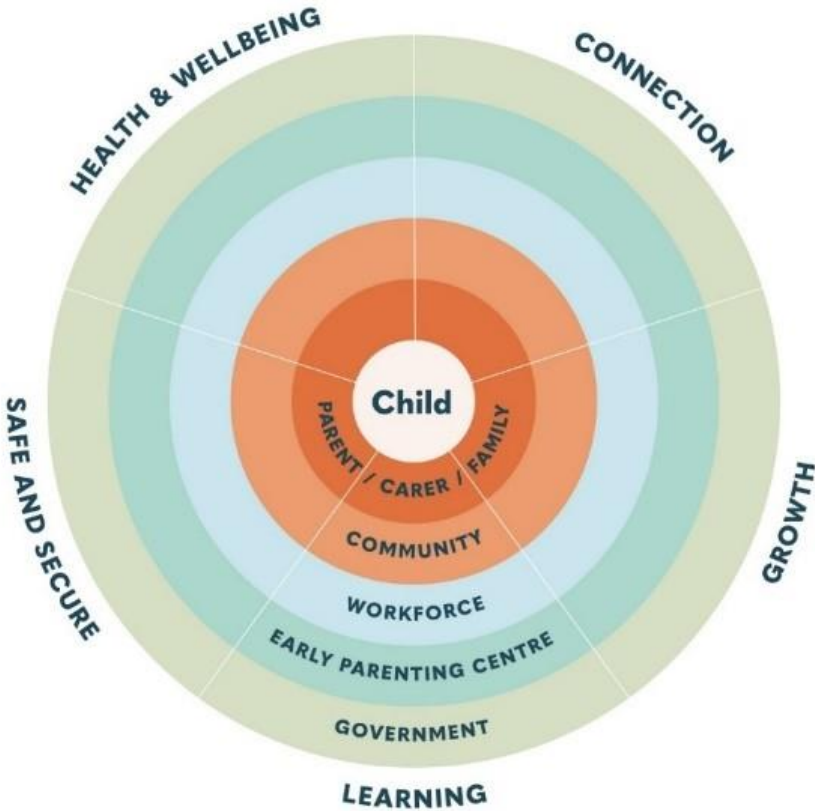 HEALTH & WELLBEING
CONNECTION
SAFE AND SECURE
GROWTH
Child
PARENT / CARER / FAMILY
COMMUNITY
WORKFORCE
EARLY PARENTING CENTRE
GOVERNMENT
LEARNING